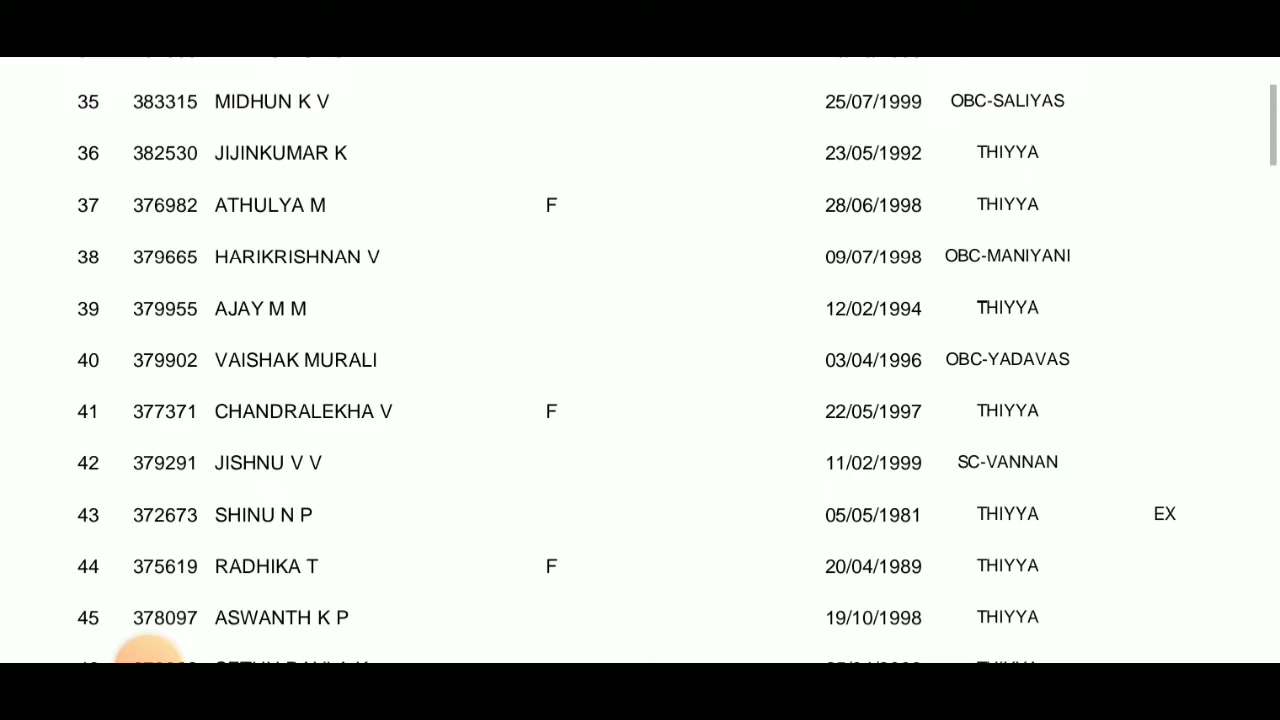 35 383315 MIDHUN K V 25/07/1999 OBC-SALIYAS
36 382530 JIJINKUMAR K 23/05/1992 THIYYA
37 376982 ATHULYA M F 28/06/1998 THIYYA
38 379665 HARIKRISHNAN V 09/07/1998 OBC-MANIYANI
39 379955 AJAY M M 12/02/1994 THIYYA
40 379902 VAISHAK MURALI 03/04/1996 OBC-YADAVAS
41 377371 CHANDRALEKHA V F 22/05/1997 THIYYA
42 379291 JISHNU V V 11/02/1999 SC-VANNAN
43 372673 SHINU N P 05/05/1981 THIYYA EX
44 375619 RADHIKA T F 20/04/1989 THIYYA
45 378097 ASWANTH K P 19/10/1998 THIYYA